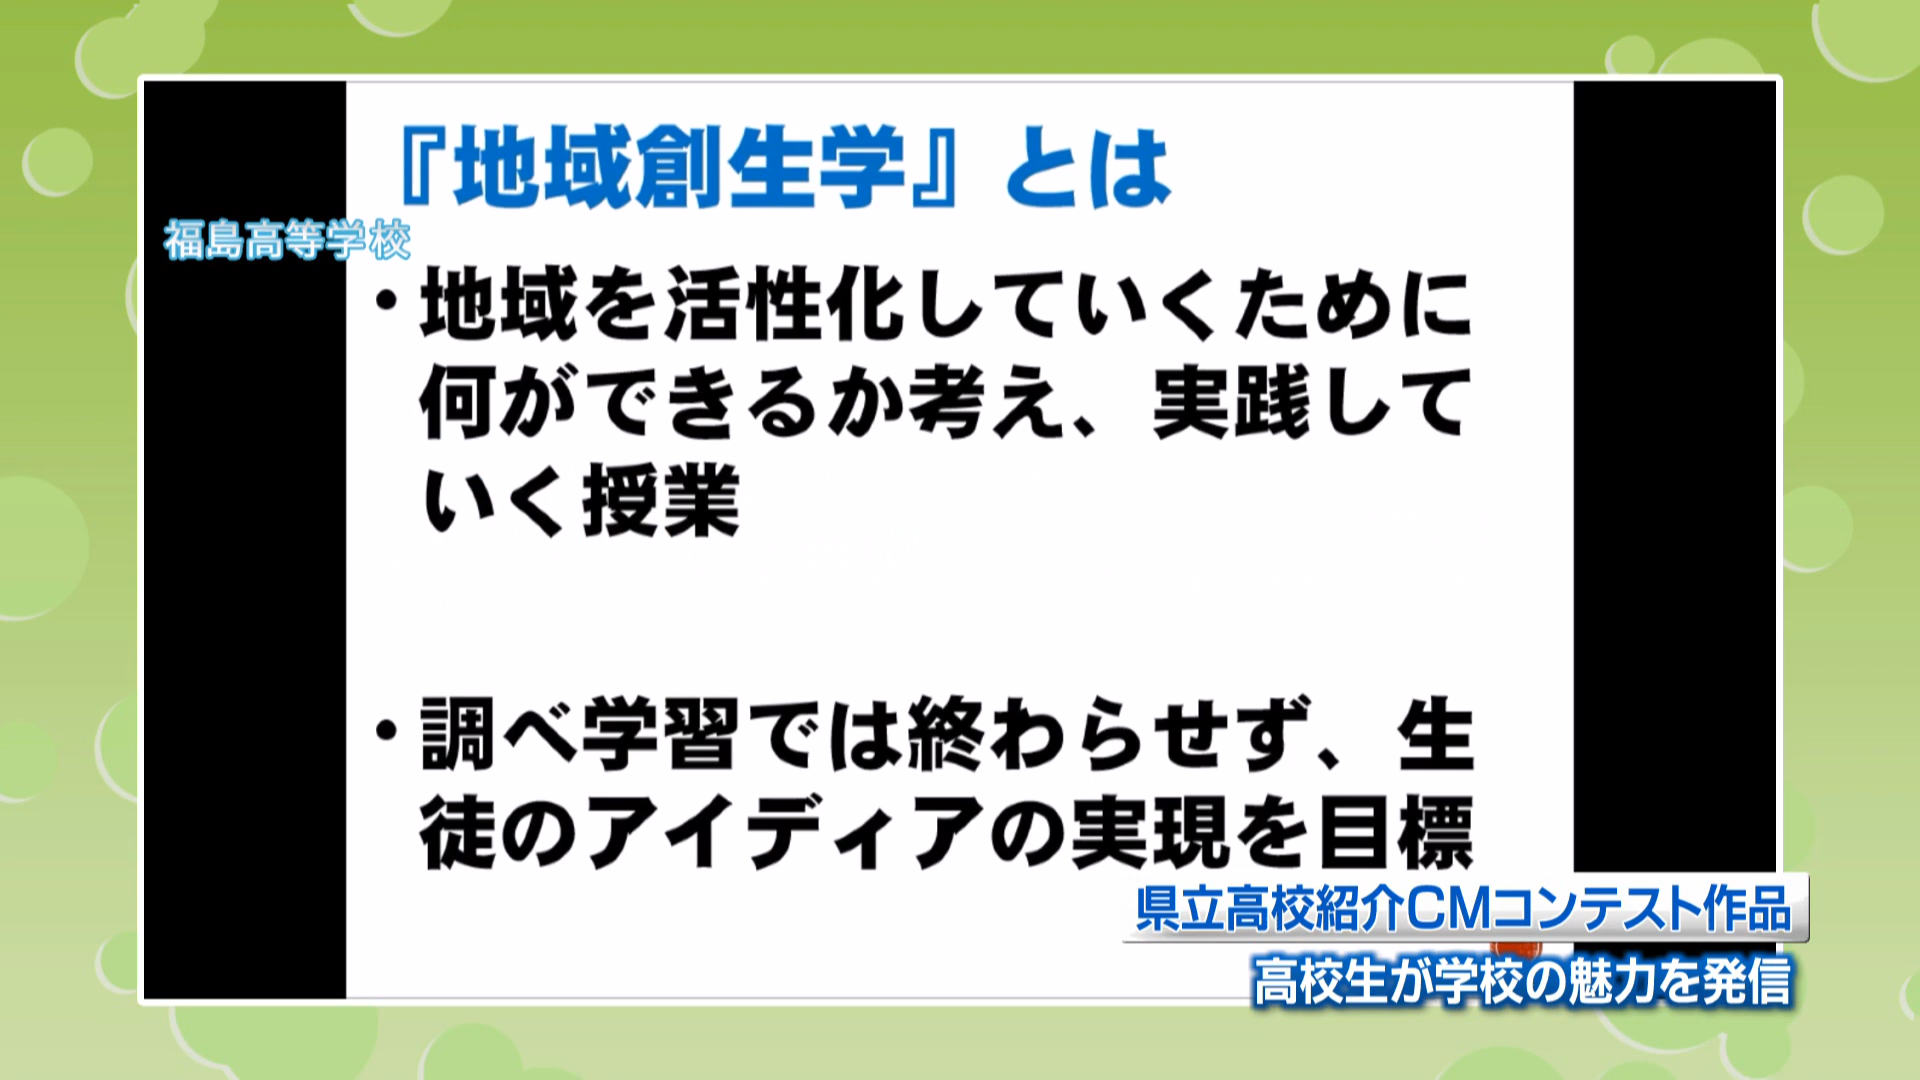 『地域創生学』とは
福島高等学校
・地域を活性化していくために
何ができるか考え、実践して
いく授業
・調べ学習では終わらせず、生
徒のアイディアの実現を目標
県立高校紹介CMコンテスト作品
高校生が学校の魅力を発信